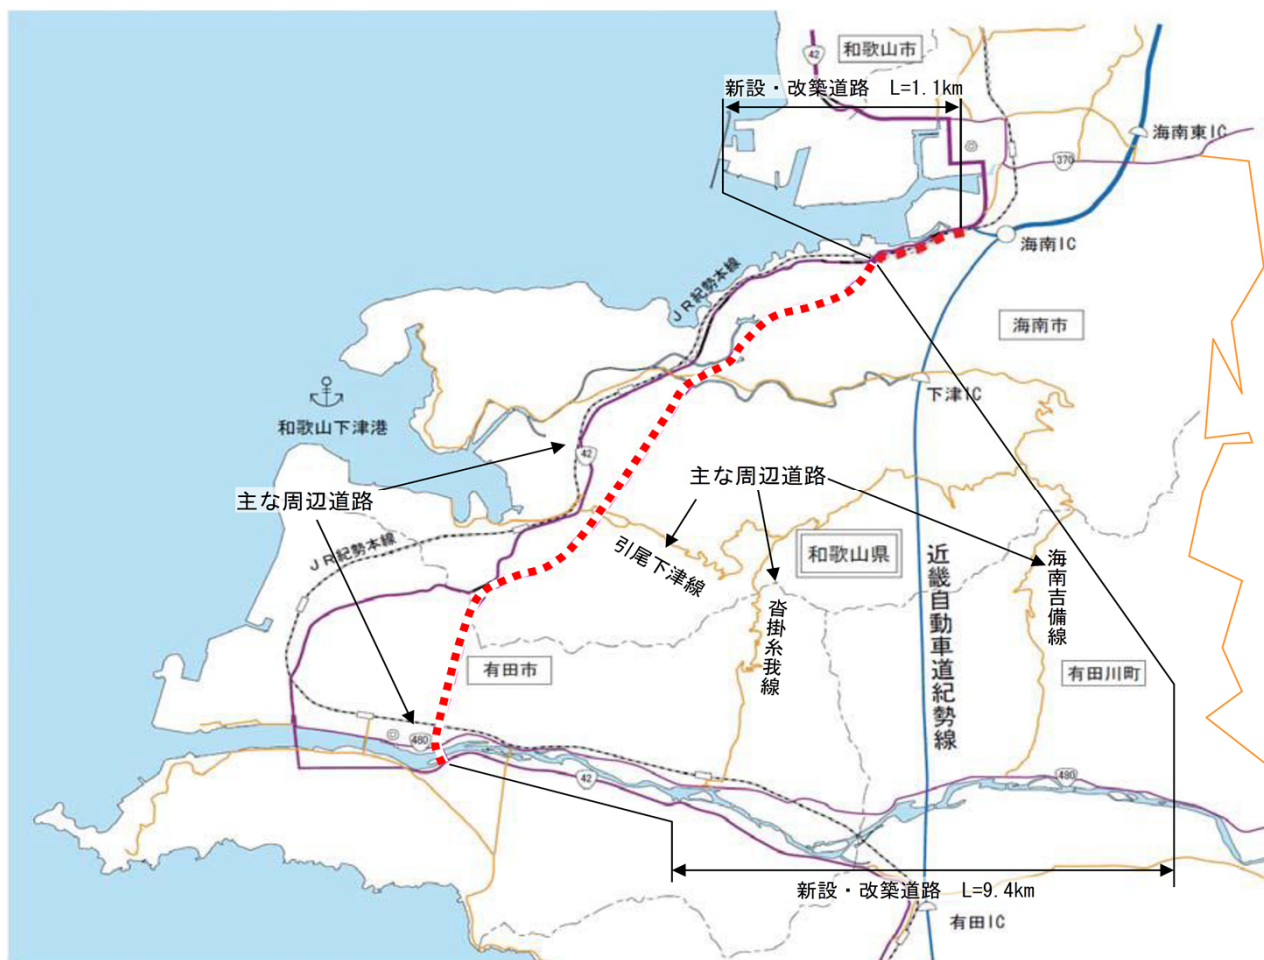 和歌山市
42
新設・改築道路　L=1.1km
海南東IC
370
海南IC
JR紀勢本線
海南市
下津IC
和歌山下津港
42
主な周辺道路
主な周辺道路
JR紀勢本線
引尾下津線
和歌山県
近畿自動車道紀勢線
海南吉備線
沓掛糸我線
有田市
有田川町
480
42
480
新設・改築道路　L=9.4km
有田IC